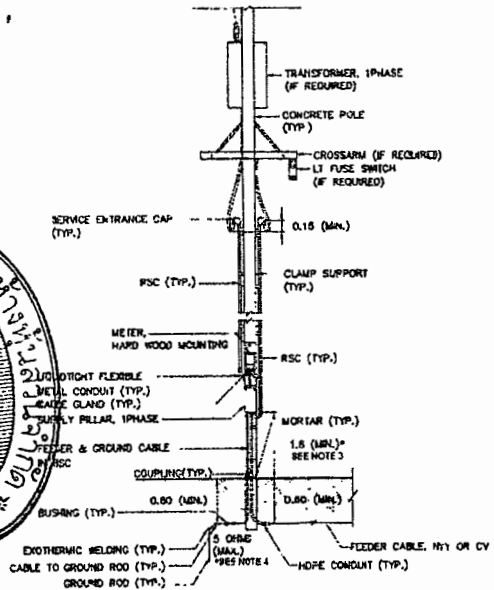 TRANSFORMER, 1PHASE
(IF REQUIRED)
CONCRETE POLE
(TYP.)
CROSSARM (IF REQUIRED)
LT FUSE SWITCH
(IF REQUIRED)
SERVICE ENTRANCE CAP
(TYP.)
0.15 (MIN.)
RSC (TYP.)
CLAMP SUPPORT
(TYP.)
METER,
HARD WOOD MOUNTING
RSC (TYP.)
LIQUIDTIGHT FLEXIBLE
METAL CONDUIT (TYP.)
CABLE GLAND (TYP.)
SUPPLY PILLAR, 1PHASE
MORTAR (TYP.)
FEEDER & GROUND CABLE
IN RSC
1.6 (MIN.)*
SEE NOTE 3
COUPLING(TYP.)
0.60 (MIN.)
0.60 (MIN.)
BUSHING (TYP.)
EXOTHERMIC WELDING (TYP.)
5 OHMS
(MAX.)
*SEE NOTE 4
FEEDER CABLE, NYY OR CV
CABLE TO GROUND ROD (TYP.)
HDPE CONDUIT (TYP.)
GROUND ROD (TYP.)